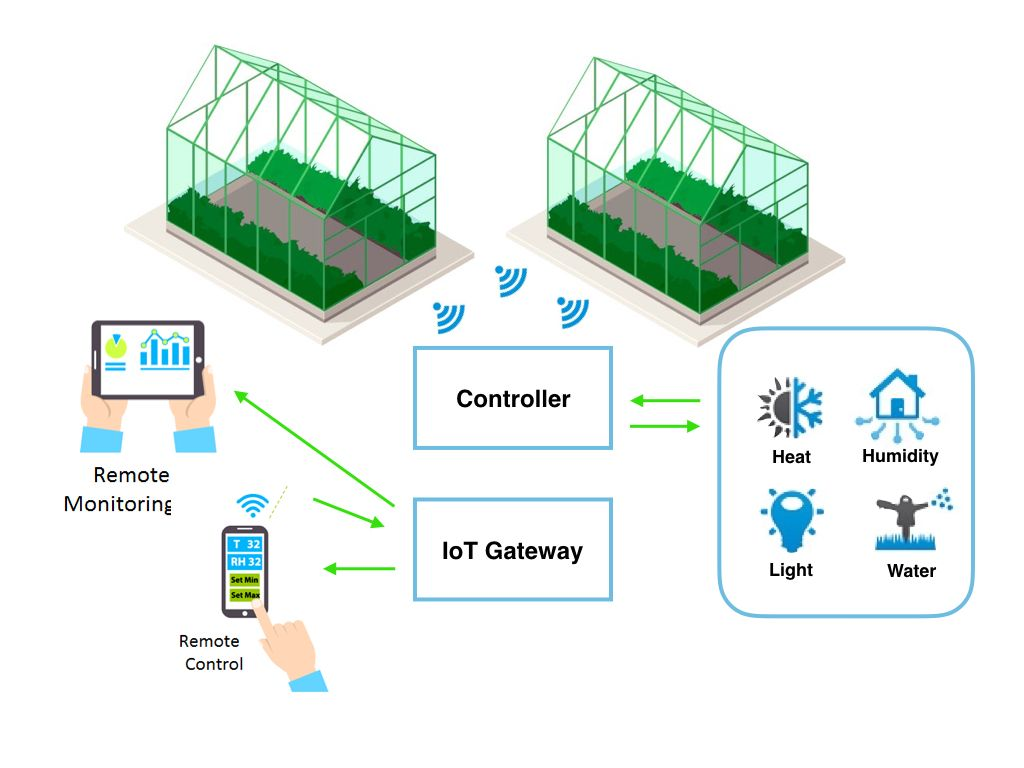 Controller
Heat
Humidity
Remote
Monitoring
IoT Gateway
T 32
RH 32
Set Min
Set Max
Light
Water
Remote
Control